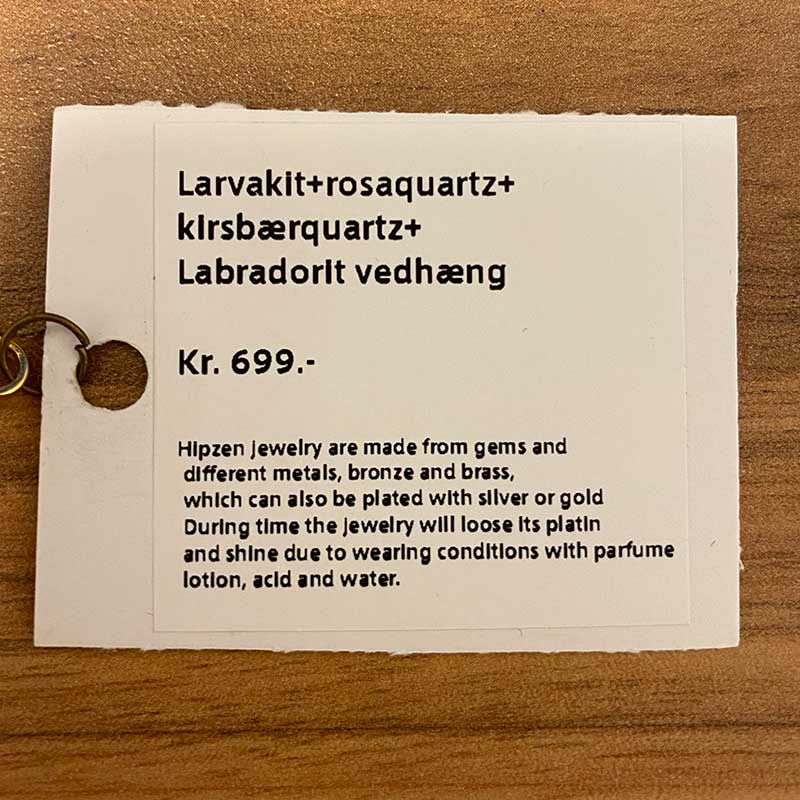 Larvakit+rosaquartz+
kirsbærquartz+
Labradorit vedhæng
Kr. 699.-
Hipzen jewelry are made from gems and
different metals, bronze and brass,
which can also be plated with silver or gold
During time the jewelry will loose its platin
and shine due to wearing conditions with parfume
lotion, acid and water.